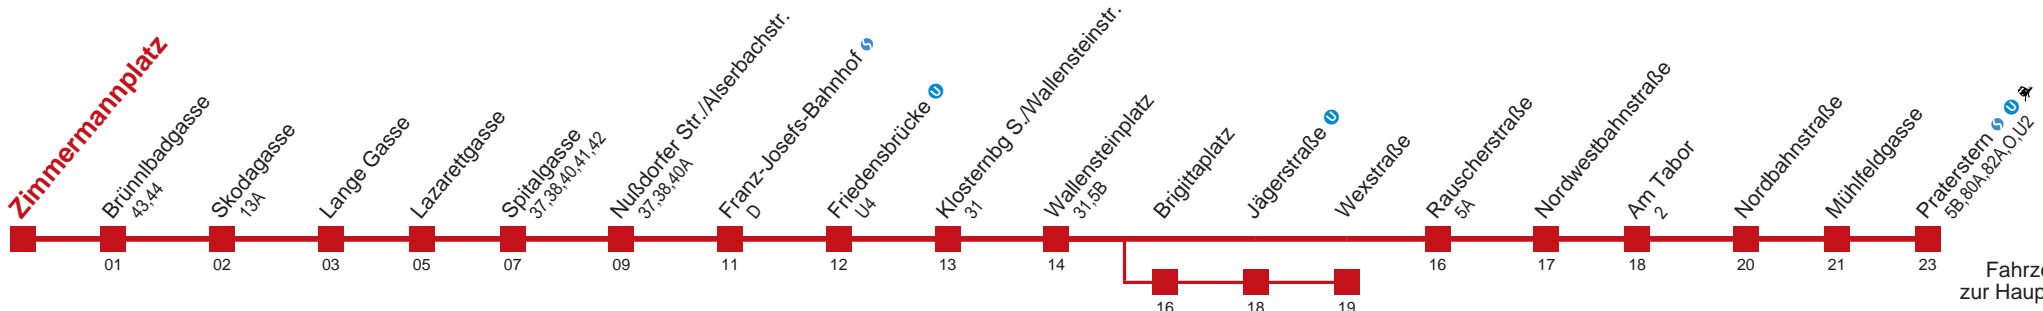 Zimmermannplatz
Brünnlbadgasse
43,44
Skodagasse
13A
Lange Gasse
Lazarettgasse
Spitalgasse
37,38,40,41,42
Nußdorfer Str./Alserbachstr.
37,38,40A
Franz-Josefs-Bahnhof S
D
Friedensbrücke U
U4
Klosternbg S./Wallensteinstr.
31
Wallensteinplatz
31,5B
Brigittaplatz
Jägerstraße U
Wexstraße
Rauscherstraße
5A
Nordwestbahnstraße
Am Tabor
2
Nordbahnstraße
Mühlfeldgasse
Praterstern S U
5B,80A,82A,O,U2
01 02 03 05 07 09 11 12 13 14 16 17 18 20 21 23
16 18 19
Fahrze
zur Haup